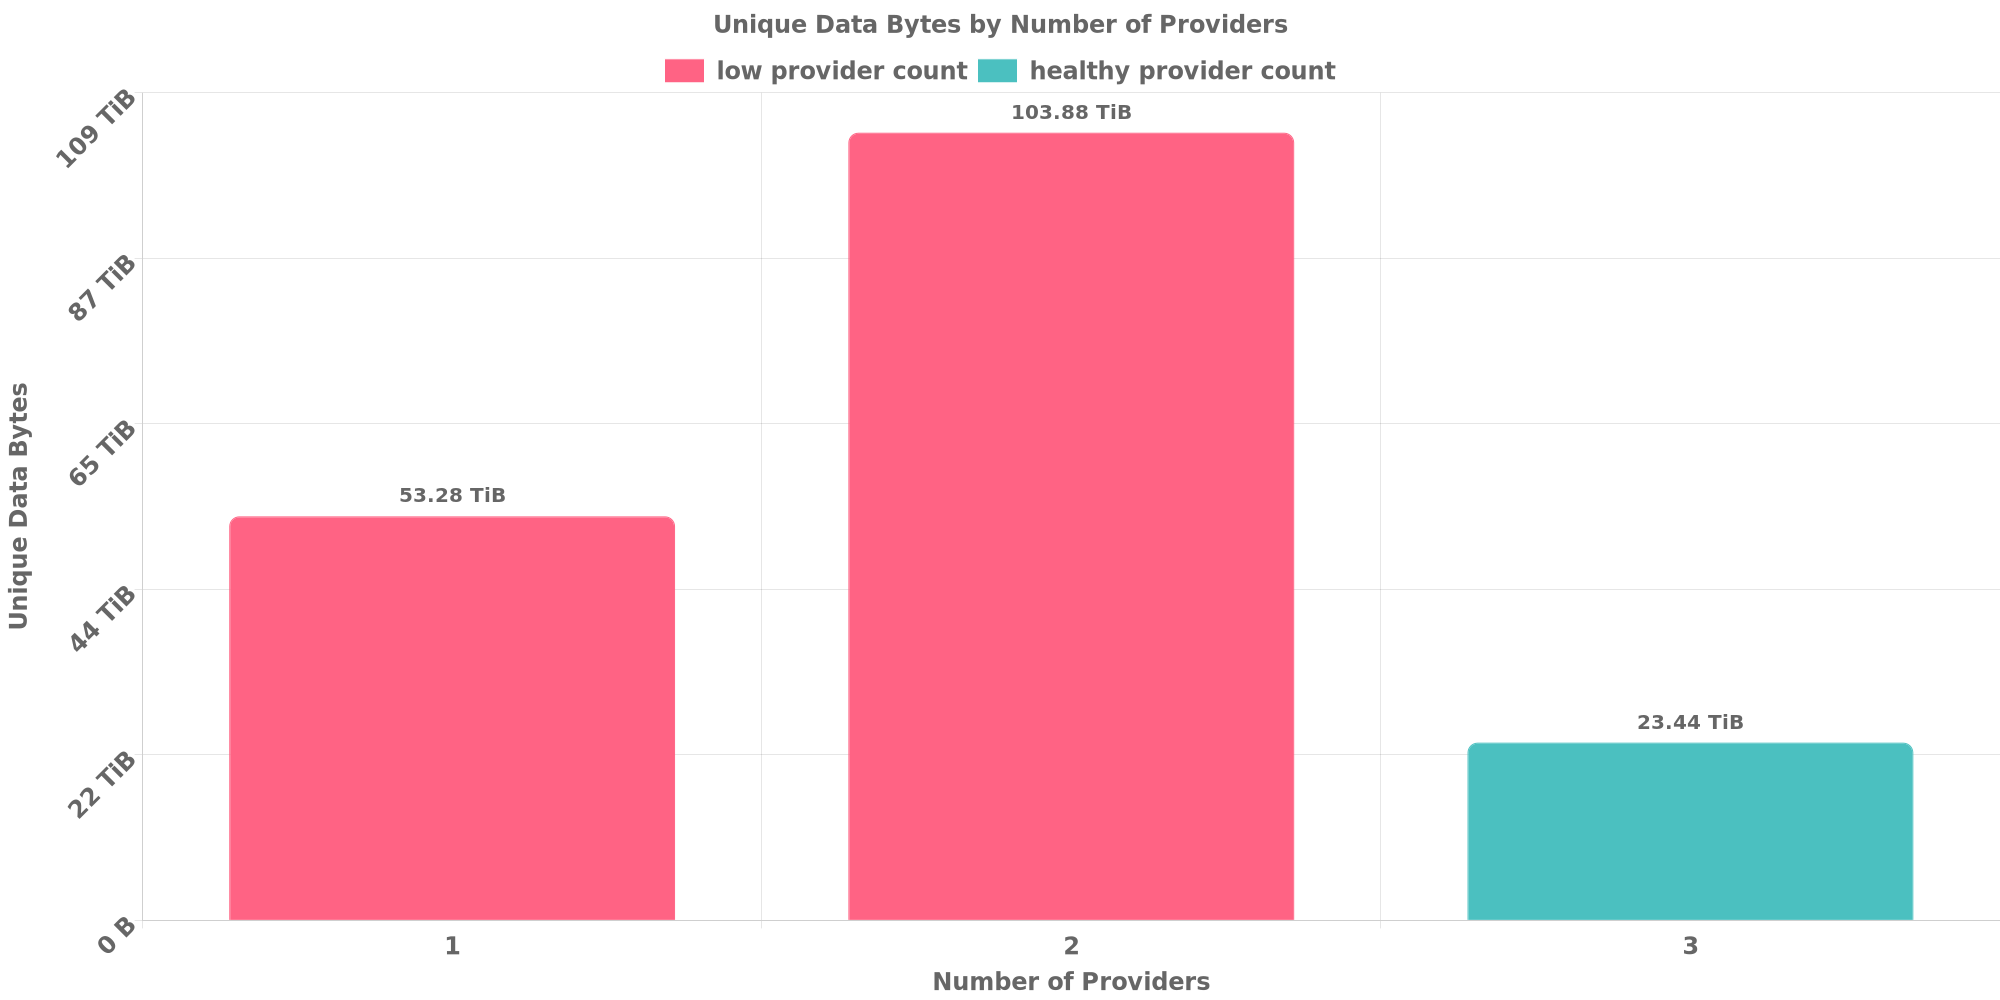 Unique Data Bytes by Number of Providers
low provider count healthy provider count
109 TiB
87 TiB
65 TiB
44 TiB
22 TiB
0 B
Unique Data Bytes
53.28 TiB
103.88 TiB
23.44 TiB
1 2 3
Number of Providers